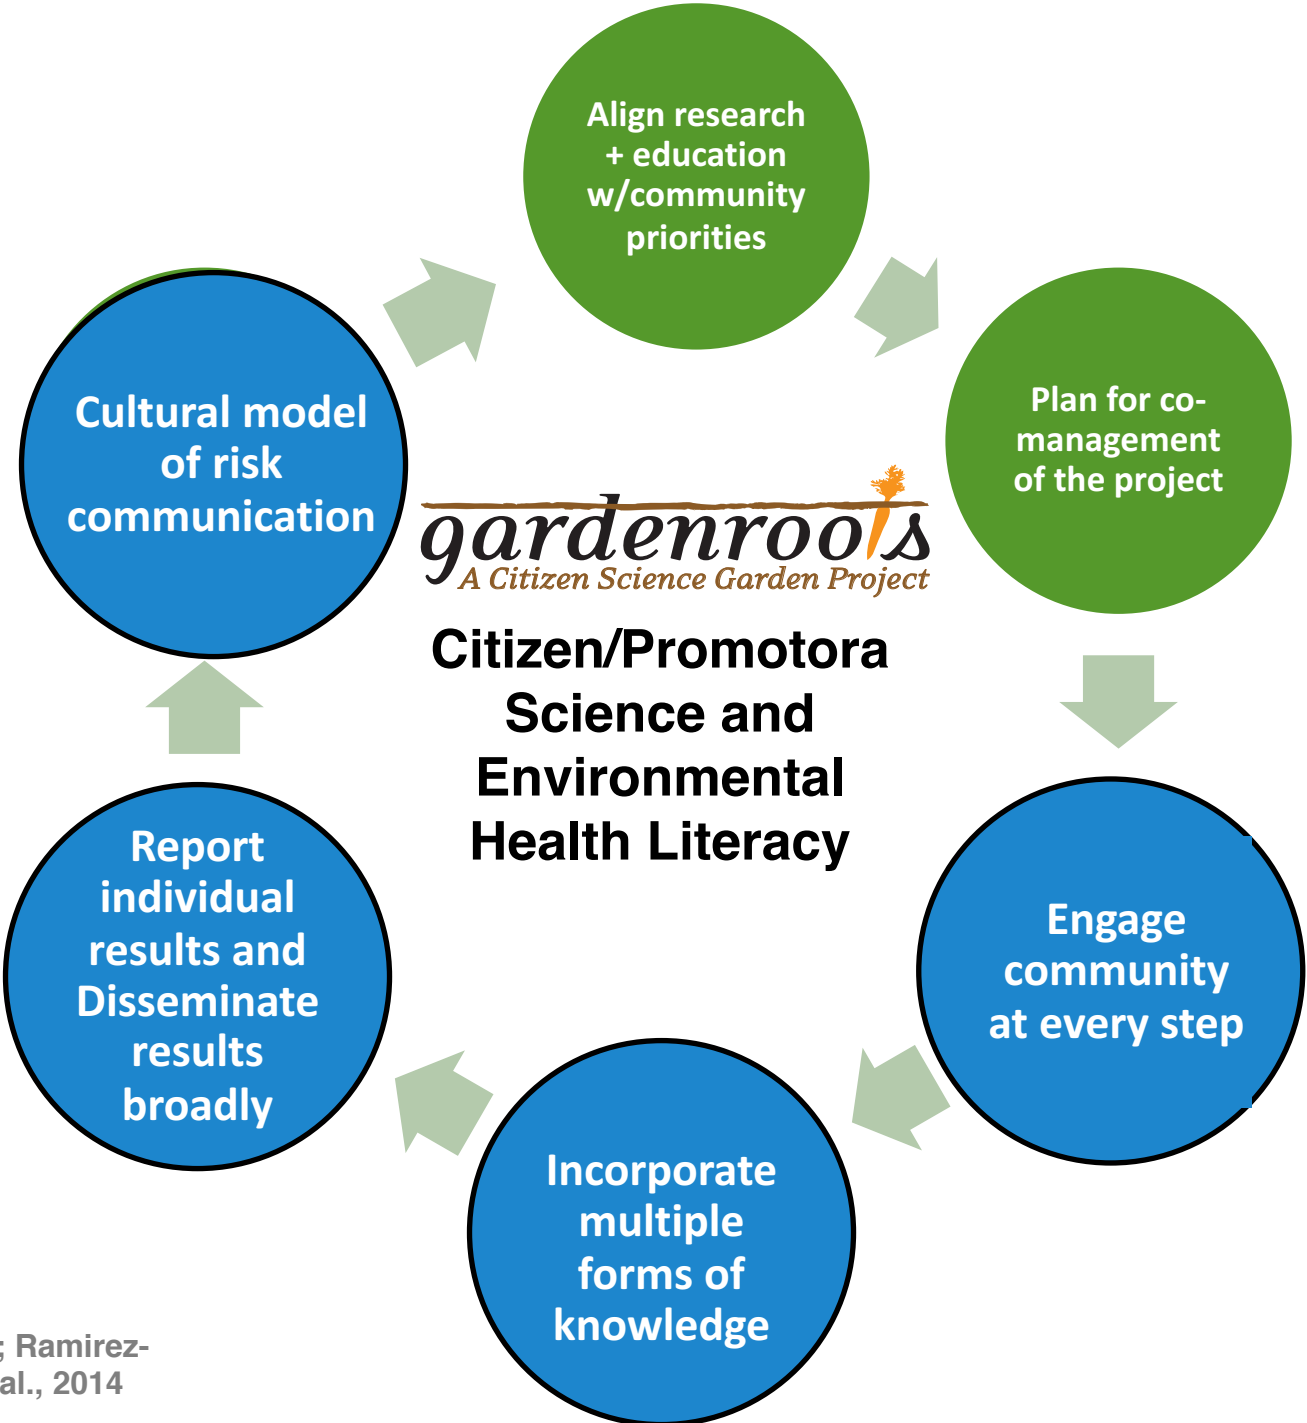 Align research
+ education
w/community
priorities
Plan for co-
management
of the project
Engage
community
at every step
Incorporate
multiple
forms of
knowledge
Report
individual
results and
Disseminate
results
broadly
Cultural model
of risk
communication
gardenroots
A Citizen Science Garden Project
Citizen/Promotora
Science and
Environmental
Health Literacy
; Ramirez-
al., 2014